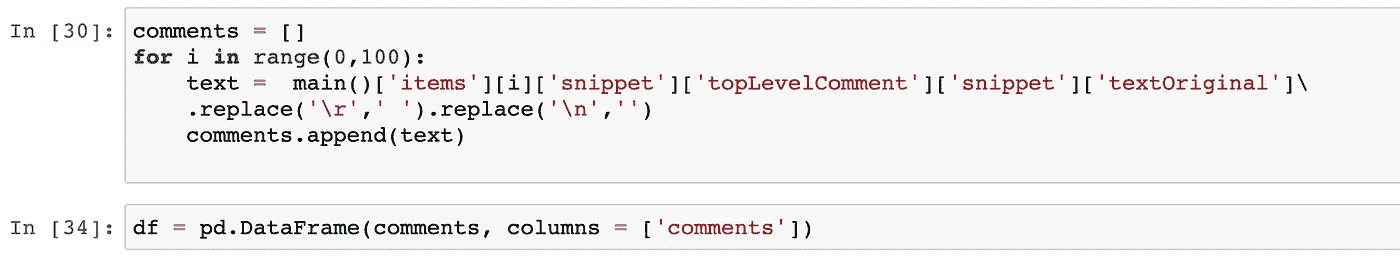 In [30]: comments = []
for i in range(0,100):
    text =  main()['items'][i]['snippet']['topLevelComment']['snippet']['textOriginal']\
    .replace('\r',' ').replace('\n','')
    comments.append(text)
In [34]: df = pd.DataFrame(comments, columns = ['comments'])